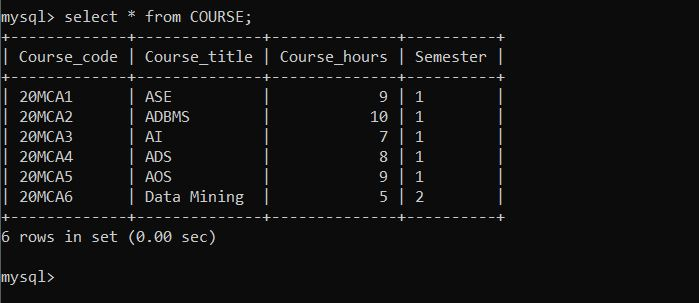 mysql> select * from COURSE;
+-------------+--------------+--------------+----------+
| Course_code | Course_title | Course_hours | Semester |
+-------------+--------------+--------------+----------+
| 20MCA1      | ASE          |            9 | 1        |
| 20MCA2      | ADBMS        |           10 | 1        |
| 20MCA3      | AI           |            7 | 1        |
| 20MCA4      | ADS          |            8 | 1        |
| 20MCA5      | AOS          |            9 | 1        |
| 20MCA6      | Data Mining  |            5 | 2        |
+-------------+--------------+--------------+----------+
6 rows in set (0.00 sec)
mysql>